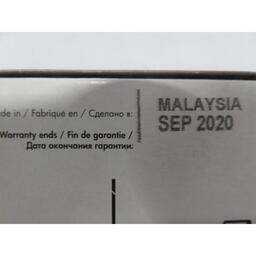 de in / Fabriqué en / Сделано в:
MALAYSIA
Warranty ends / Fin de garantie /
Дата окончания гарантии:
SEP 2020